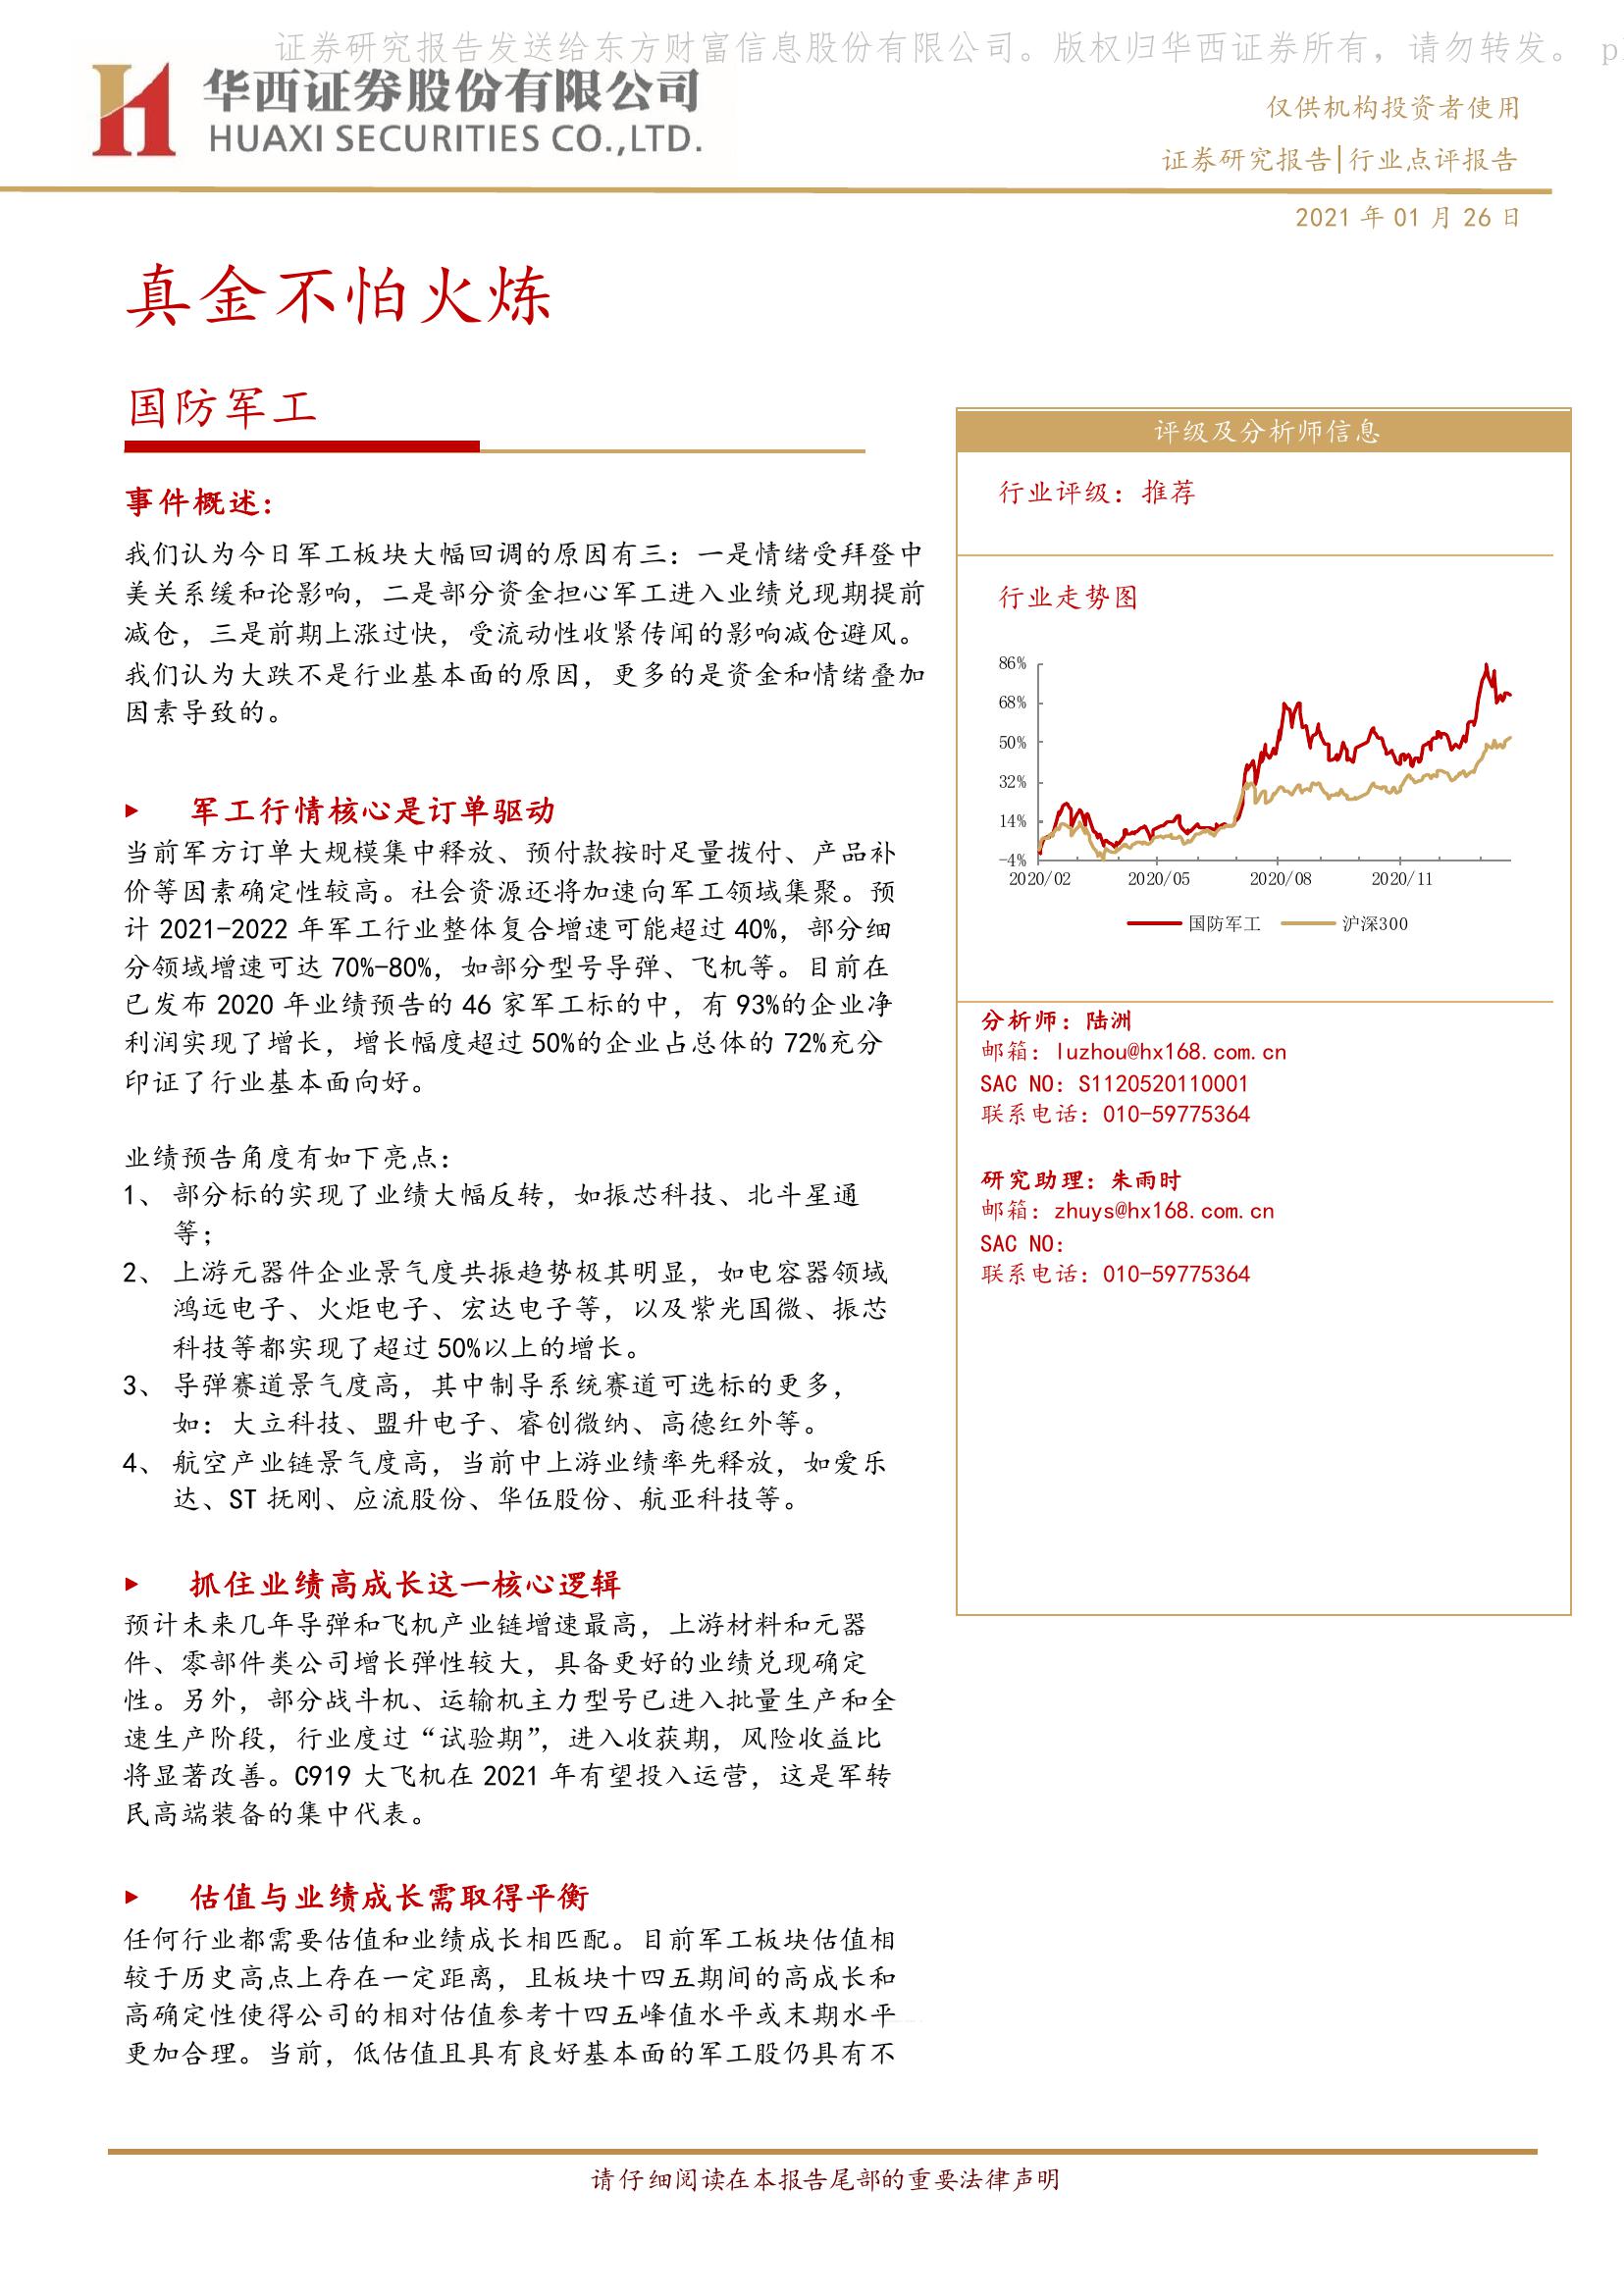 证券研究报告发送给东方财富信息股份有限公司。版权归华西证券所有，请勿转发。 p
华西证券股份有限公司
HUAXI SECURITIES CO.,LTD.
仅供机构投资者使用
证券研究报告|行业点评报告
2021 年 01 月 26 日
真金不怕火炼
国防军工
事件概述：
我们认为今日军工板块大幅回调的原因有三：一是情绪受拜登中
美关系缓和论影响，二是部分资金担心军工进入业绩兑现期提前
减仓，三是前期上涨过快，受流动性收紧传闻的影响减仓避风。
我们认为大跌不是行业基本面的原因，更多的是资金和情绪叠加
因素导致的。
► 军工行情核心是订单驱动
当前军方订单大规模集中释放、预付款按时足量拨付、产品补
价等因素确定性较高。社会资源还将加速向军工领域集聚。预
计 2021-2022 年军工行业整体复合增速可能超过 40%，部分细
分领域增速可达 70%-80%，如部分型号导弹、飞机等。目前在
已发布 2020 年业绩预告的 46 家军工标的中，有 93%的企业净
利润实现了增长，增长幅度超过 50%的企业占总体的 72%充分
印证了行业基本面向好。
业绩预告角度有如下亮点：
1、 部分标的实现了业绩大幅反转，如振芯科技、北斗星通
等；
2、 上游元器件企业景气度共振趋势极其明显，如电容器领域
鸿远电子、火炬电子、宏达电子等，以及紫光国微、振芯
科技等都实现了超过 50%以上的增长。
3、 导弹赛道景气度高，其中制导系统赛道可选标的更多，
如：大立科技、盟升电子、睿创微纳、高德红外等。
4、 航空产业链景气度高，当前中上游业绩率先释放，如爱乐
达、ST 抚刚、应流股份、华伍股份、航亚科技等。
► 抓住业绩高成长这一核心逻辑
预计未来几年导弹和飞机产业链增速最高，上游材料和元器
件、零部件类公司增长弹性较大，具备更好的业绩兑现确定
性。另外，部分战斗机、运输机主力型号已进入批量生产和全
速生产阶段，行业度过“试验期”，进入收获期，风险收益比
将显著改善。C919 大飞机在 2021 年有望投入运营，这是军转
民高端装备的集中代表。
► 估值与业绩成长需取得平衡
任何行业都需要估值和业绩成长相匹配。目前军工板块估值相
较于历史高点上存在一定距离，且板块十四五期间的高成长和
高确定性使得公司的相对估值参考十四五峰值水平或末期水平
更加合理。当前，低估值且具有良好基本面的军工股仍具有不
评级及分析师信息
行业评级：推荐
行业走势图
86%
68%
50%
32%
14%
-4%
2020/02 2020/05 2020/08 2020/11
国防军工 沪深300
分析师：陆洲
邮箱：luzhou@hx168.com.cn
SAC NO：S1120520110001
联系电话：010-59775364
研究助理：朱雨时
邮箱：zhuys@hx168.com.cn
SAC NO：
联系电话：010-59775364
请仔细阅读在本报告尾部的重要法律声明